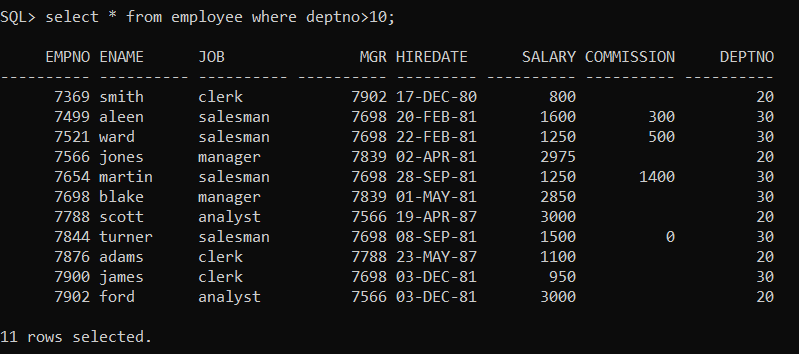 SQL> select * from employee where deptno>10;
     EMPNO ENAME      JOB               MGR HIREDATE      SALARY COMMISSION     DEPTNO
---------- ---------- ---------- ---------- --------- ---------- ---------- ----------
      7369 smith      clerk            7902 17-DEC-80        800                    20
      7499 aleen      salesman         7698 20-FEB-81       1600        300         30
      7521 ward       salesman         7698 22-FEB-81       1250        500         30
      7566 jones      manager          7839 02-APR-81       2975                    20
      7654 martin     salesman         7698 28-SEP-81       1250       1400         30
      7698 blake      manager          7839 01-MAY-81       2850                    30
      7788 scott      analyst          7566 19-APR-87       3000                    20
      7844 turner     salesman         7698 08-SEP-81       1500          0         30
      7876 adams      clerk            7788 23-MAY-87       1100                    20
      7900 james      clerk            7698 03-DEC-81        950                    30
      7902 ford       analyst          7566 03-DEC-81       3000                    20
11 rows selected.